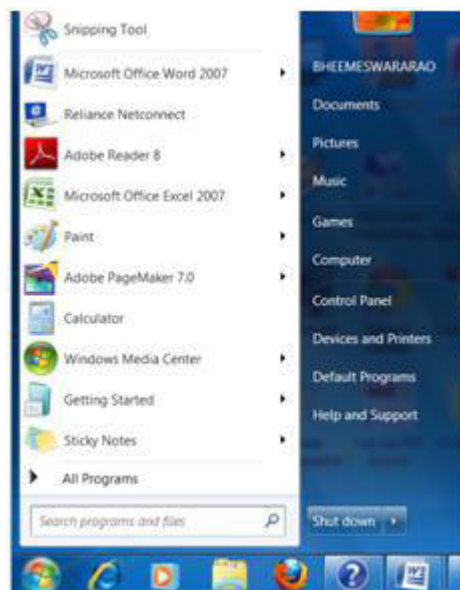 Snipping Tool
Microsoft Office Word 2007
Reliance Netconnect
Adobe Reader 8
Microsoft Office Excel 2007
Paint
Adobe PageMaker 7.0
Calculator
Windows Media Center
Getting Started
Sticky Notes
All Programs
Search programs and files
BHEEMESWARARAO
Documents
Pictures
Music
Games
Computer
Control Panel
Devices and Printers
Default Programs
Help and Support
Shut down